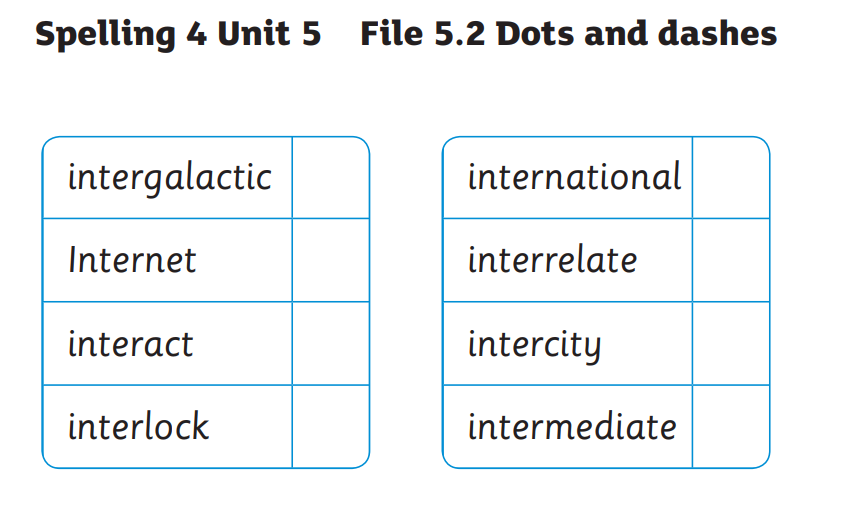 Spelling 4 Unit 5 File 5.2 Dots and dashes
intergalactic
Internet
interact
interlock
international
interrelate
intercity
intermediate